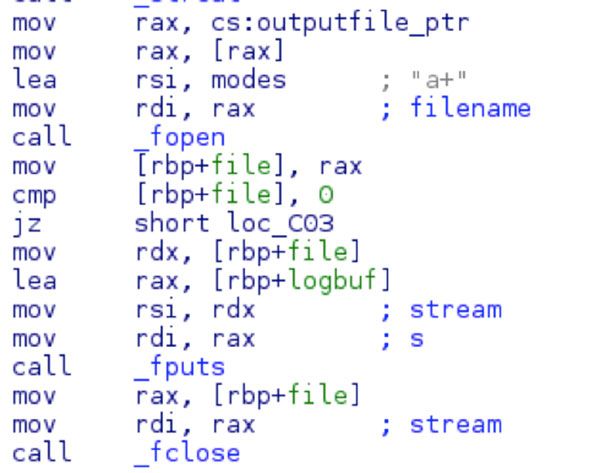 mov rax, cs:outputfile_ptr
mov rax, [rax]
lea rsi, modes ; "a+"
mov rdi, rax ; filename
call _fopen
mov [rbp+file], rax
cmp [rbp+file], 0
jz short loc_C03
mov rdx, [rbp+file]
lea rax, [rbp+logbuf]
mov rsi, rdx ; stream
mov rdi, rax ; s
call _fputs
mov rax, [rbp+file]
mov rdi, rax ; stream
call _fclose